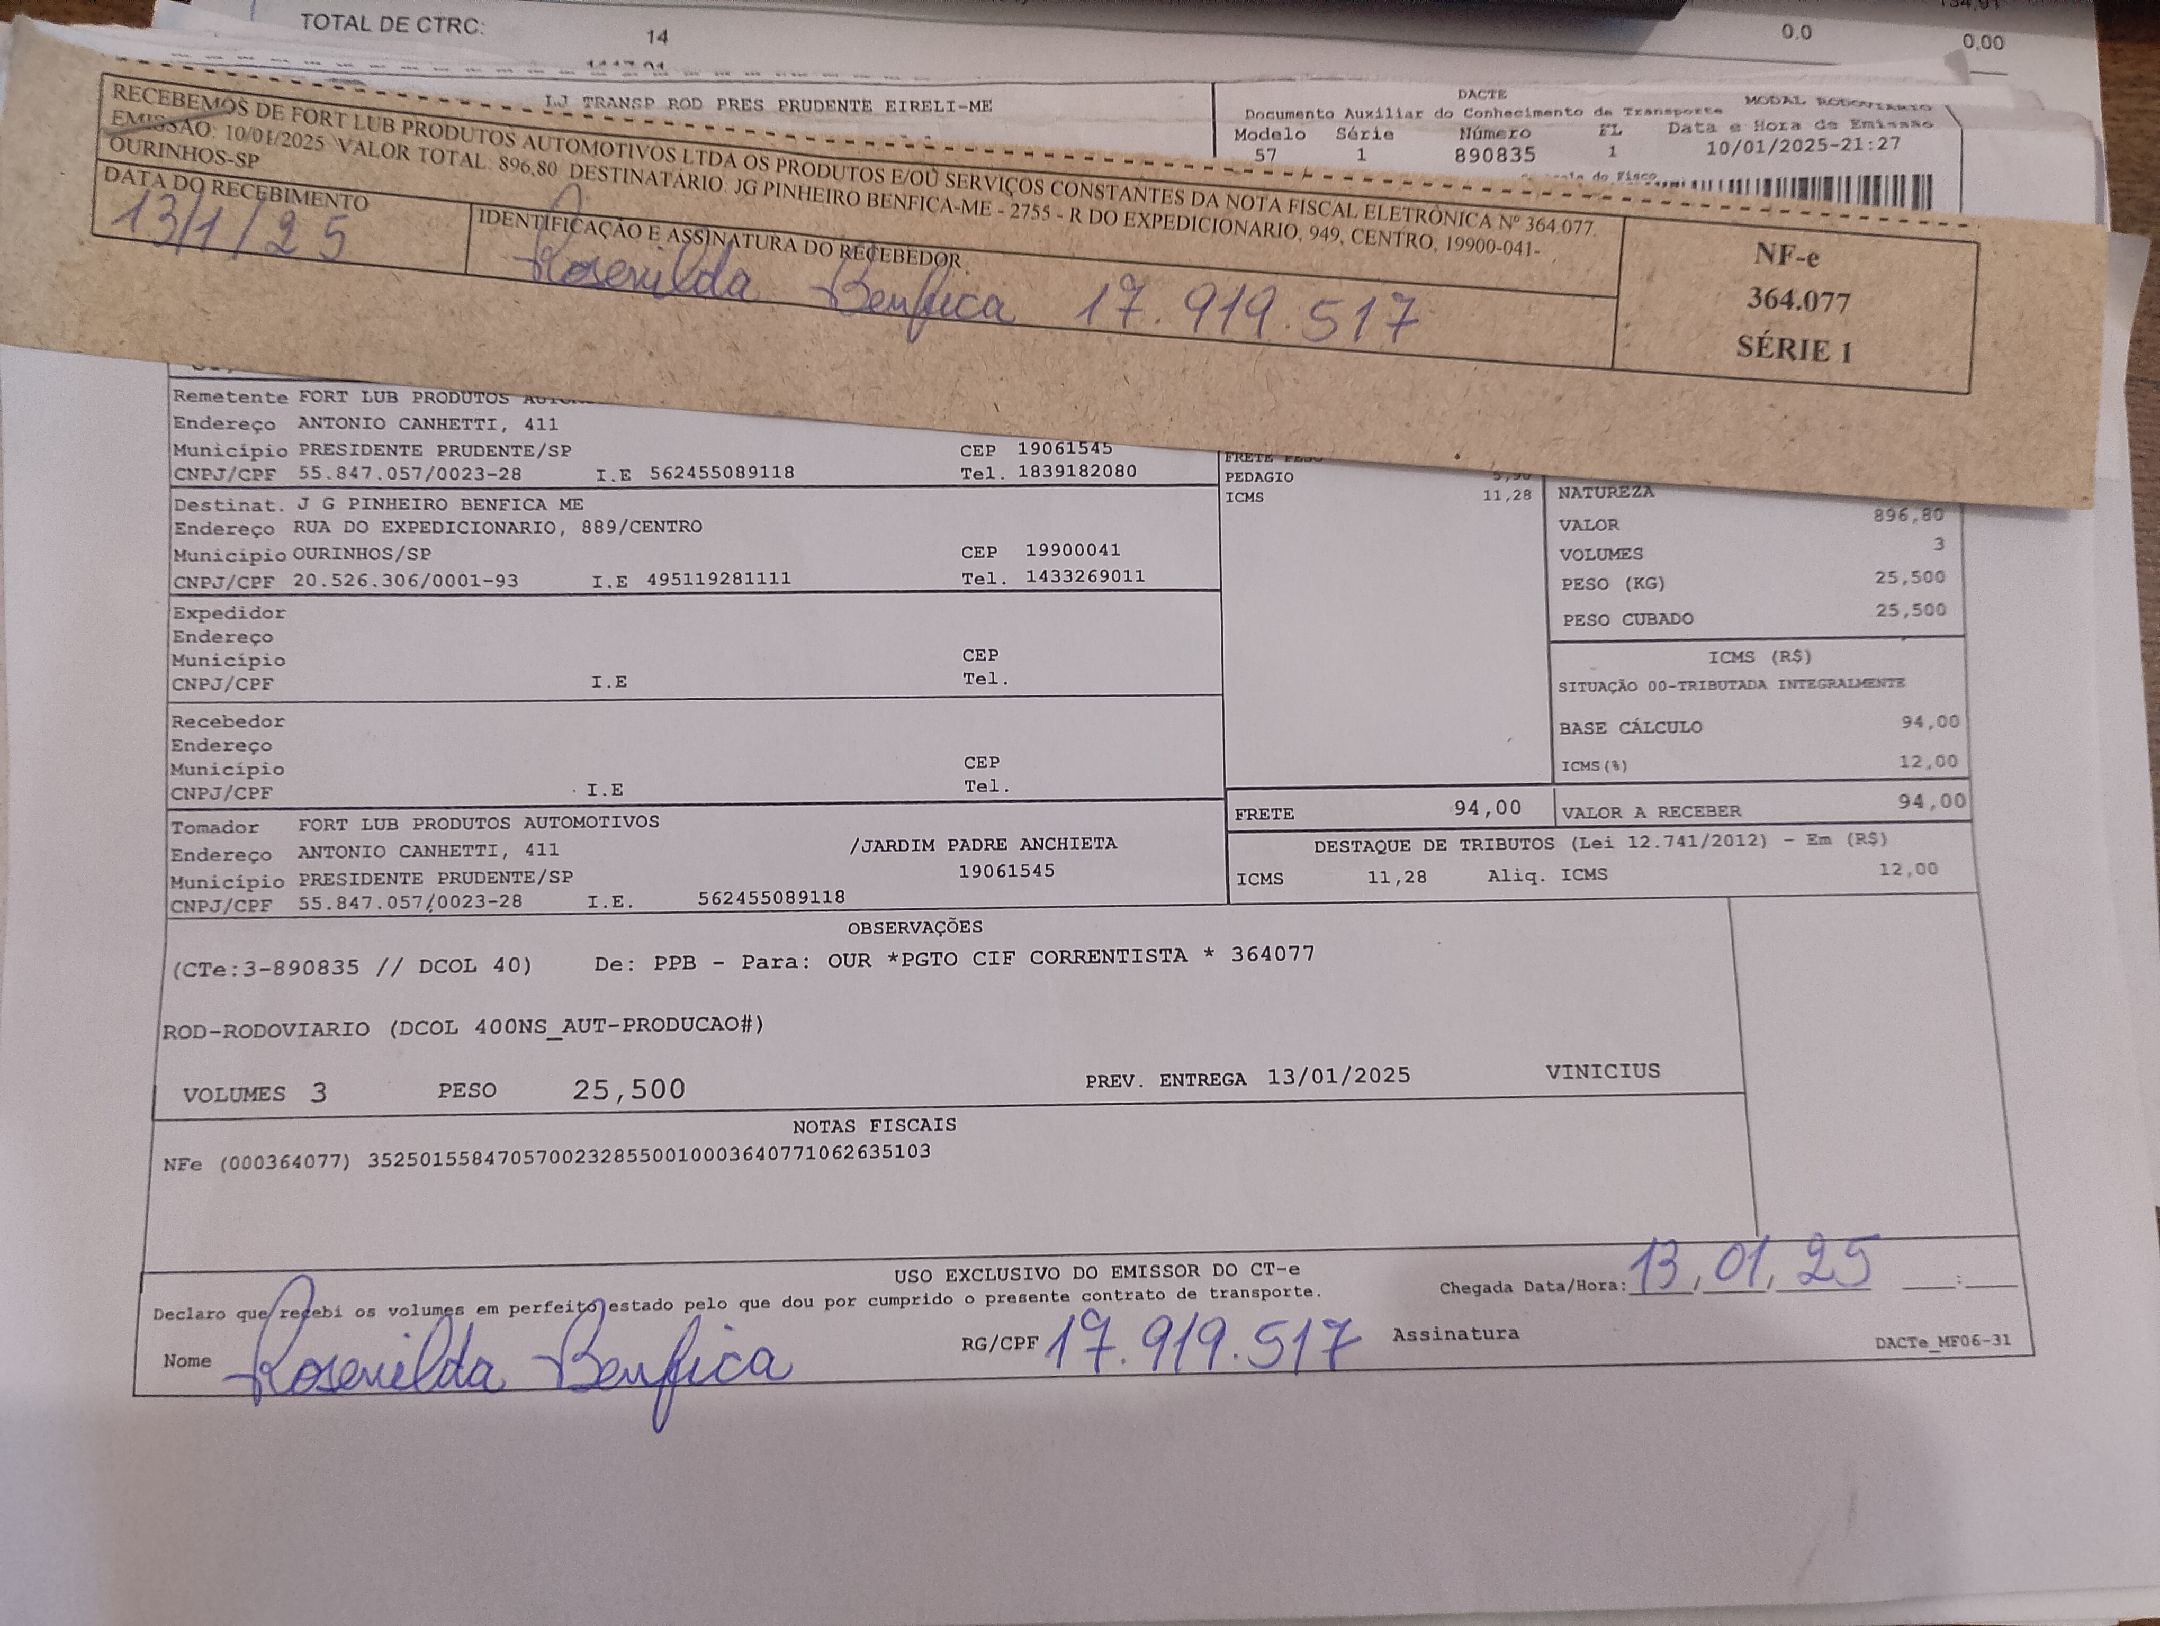 TOTAL DE CTRC: 14 0.0 0,00
LJ TRANSP ROD PRES PRUDENTE EIRELI-ME
DACTE MODAL RODOVIARIO
Documento Auxiliar do Conhecimento de Transporte
Modelo Série Número FL Data e Hora de Emissão
57 1 890835 1 10/01/2025-21:27
do Fisco
RECEBEMOS DE FORT LUB PRODUTOS AUTOMOTIVOS LTDA OS PRODUTOS E/OU SERVIÇOS CONSTANTES DA NOTA FISCAL ELETRÔNICA Nº 364.077.
EMISSÃO: 10/01/2025 VALOR TOTAL: 896,80 DESTINATÁRIO: JG PINHEIRO BENFICA-ME - 2755 - R DO EXPEDICIONARIO, 949, CENTRO, 19900-041-
OURINHOS-SP
DATA DO RECEBIMENTO
13/1/25
IDENTIFICAÇÃO E ASSINATURA DO RECEBEDOR
Rosenilda Benfica 17.919.517
NF-e
364.077
SÉRIE 1
Remetente FORT LUB PRODUTOS
Endereço ANTONIO CANHETTI, 411
Município PRESIDENTE PRUDENTE/SP CEP 19061545
CNPJ/CPF 55.847.057/0023-28 I.E 562455089118 Tel. 1839182080
Destinat. J G PINHEIRO BENFICA ME
Endereço RUA DO EXPEDICIONARIO, 889/CENTRO
Município OURINHOS/SP CEP 19900041
CNPJ/CPF 20.526.306/0001-93 I.E 495119281111 Tel. 1433269011
Expedidor
Endereço
Município CEP
CNPJ/CPF I.E Tel.
Recebedor
Endereço
Município CEP
CNPJ/CPF I.E Tel.
Tomador FORT LUB PRODUTOS AUTOMOTIVOS
Endereço ANTONIO CANHETTI, 411 /JARDIM PADRE ANCHIETA
Município PRESIDENTE PRUDENTE/SP 19061545
CNPJ/CPF 55.847.057/0023-28 I.E. 562455089118
FRETE PESO
PEDAGIO
ICMS 11,28
NATUREZA
VALOR 896,80
VOLUMES 3
PESO (KG) 25,500
PESO CUBADO 25,500
ICMS (R$)
SITUAÇÃO 00-TRIBUTADA INTEGRALMENTE
BASE CÁLCULO 94,00
ICMS(%) 12,00
FRETE 94,00 VALOR A RECEBER 94,00
DESTAQUE DE TRIBUTOS (Lei 12.741/2012) - Em (R$)
ICMS 11,28 Aliq. ICMS 12,00
OBSERVAÇÕES
(CTe:3-890835 // DCOL 40) De: PPB - Para: OUR *PGTO CIF CORRENTISTA * 364077
ROD-RODOVIARIO (DCOL 400NS_AUT-PRODUCAO#)
VOLUMES 3 PESO 25,500 PREV. ENTREGA 13/01/2025 VINICIUS
NOTAS FISCAIS
NFe (000364077) 35250155847057002328550010003640771062635103
USO EXCLUSIVO DO EMISSOR DO CT-e
Declaro que recebi os volumes em perfeito estado pelo que dou por cumprido o presente contrato de transporte.
Chegada Data/Hora: 13/01/25 __:__
Nome Rosenilda Benfica RG/CPF 17.919.517 Assinatura
DACTe_MF06-31